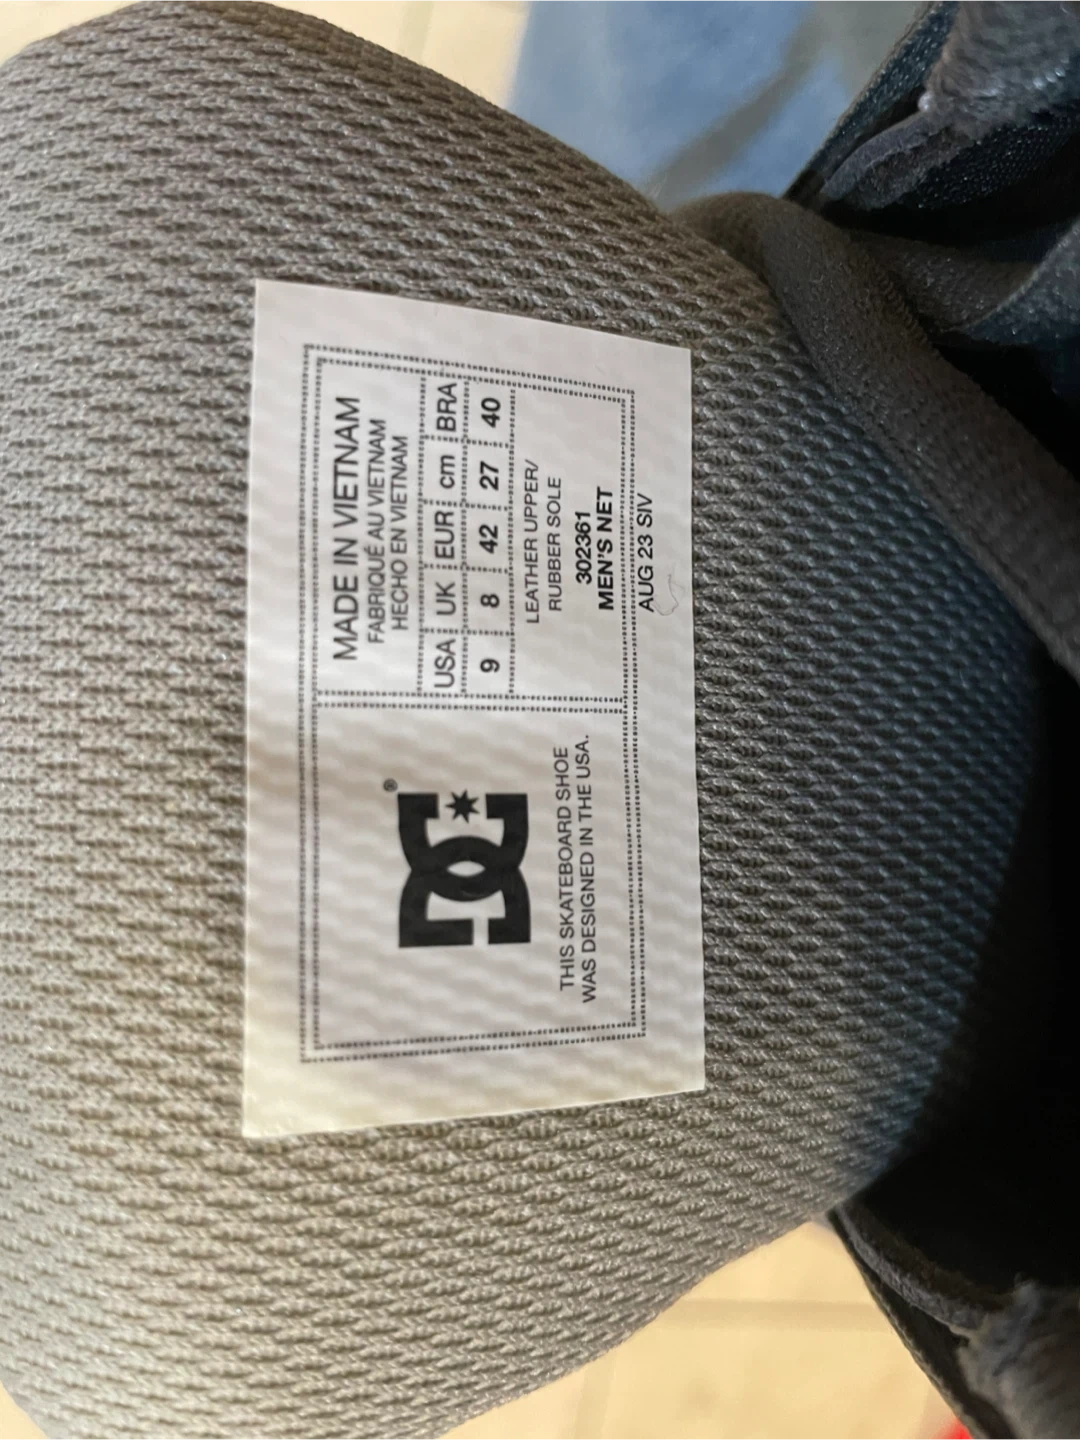 MADE IN VIETNAM
FABRIQUÉ AU VIETNAM
HECHO EN VIETNAM
USA UK EUR cm BRA
9 8 42 27 40
LEATHER UPPER/
RUBBER SOLE
302361
MEN'S NET
AUG 23 SIV
DC®
THIS SKATEBOARD SHOE
WAS DESIGNED IN THE USA.